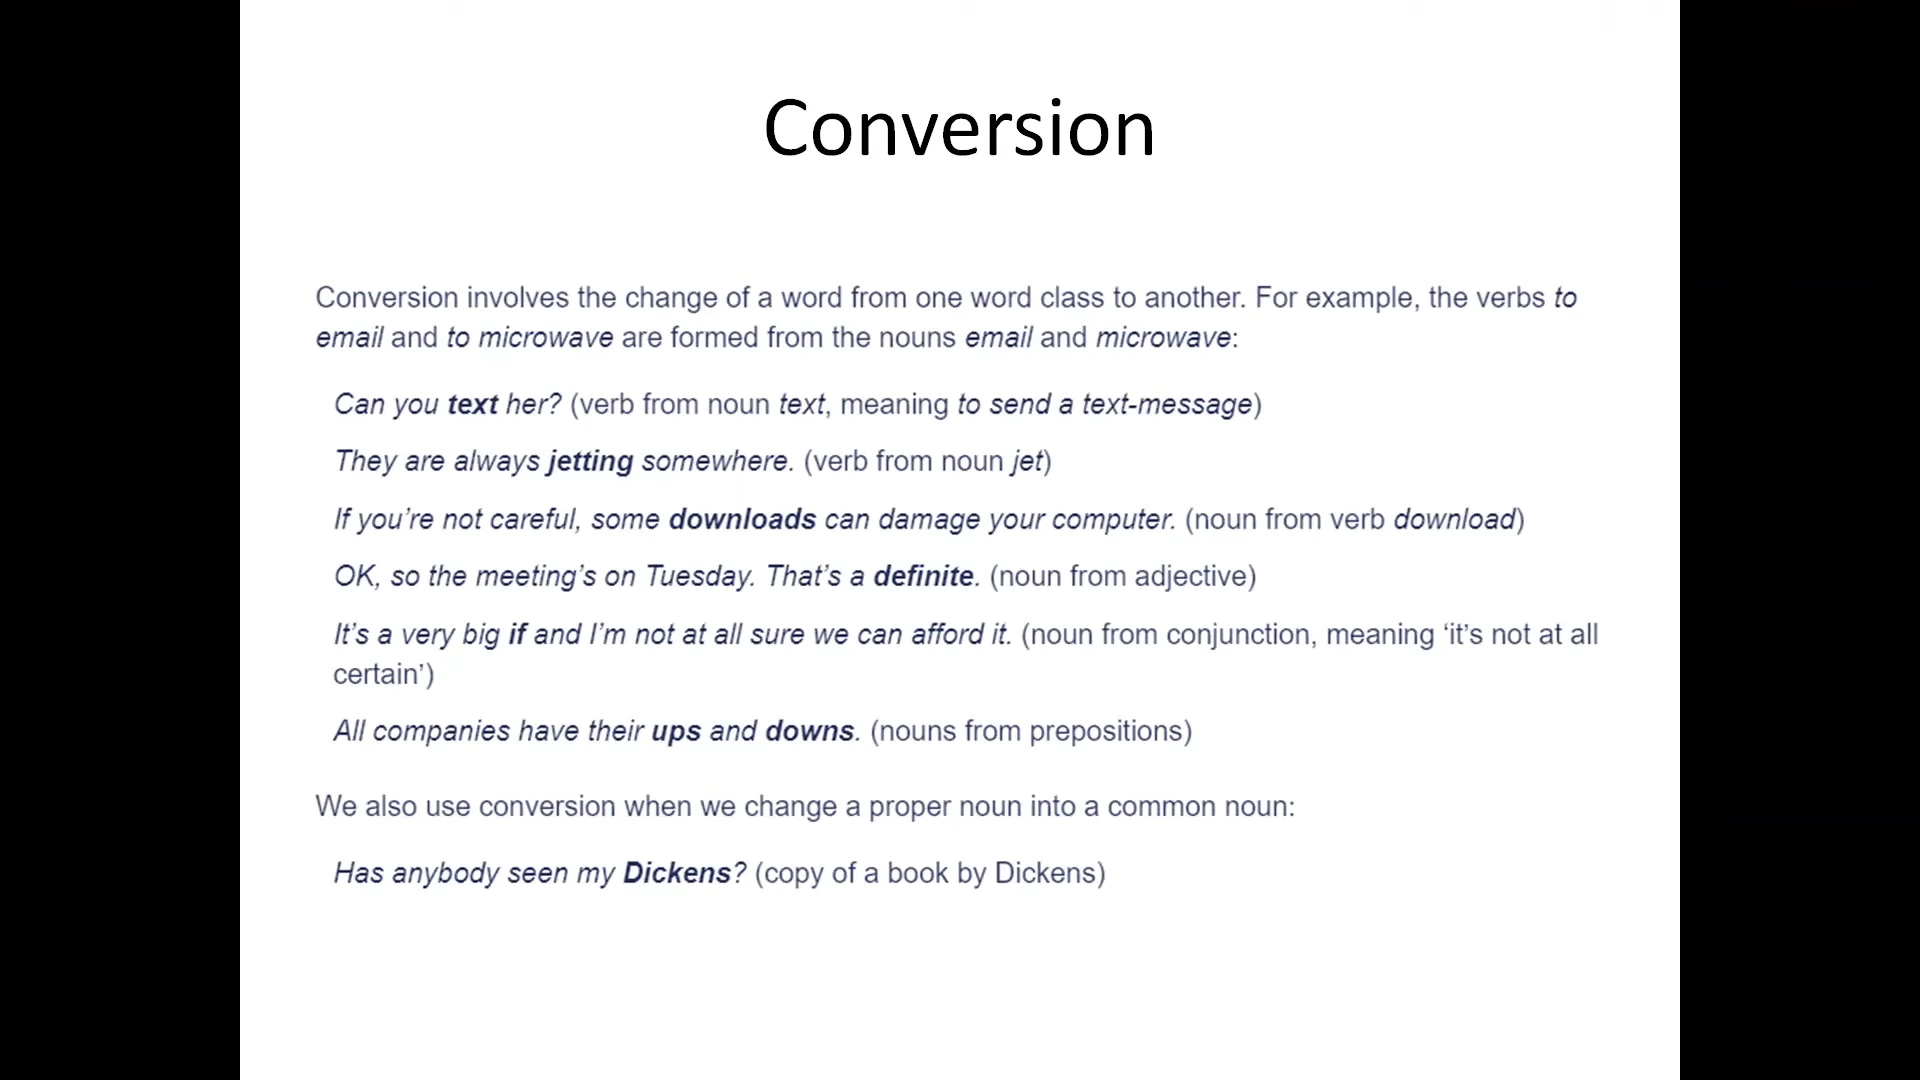 Conversion
Conversion involves the change of a word from one word class to another. For example, the verbs to
email and to microwave are formed from the nouns email and microwave:
Can you text her? (verb from noun text, meaning to send a text-message)
They are always jetting somewhere. (verb from noun jet)
If you’re not careful, some downloads can damage your computer. (noun from verb download)
OK, so the meeting’s on Tuesday. That’s a definite. (noun from adjective)
It’s a very big if and I’m not at all sure we can afford it. (noun from conjunction, meaning ‘it’s not at all
certain’)
All companies have their ups and downs. (nouns from prepositions)
We also use conversion when we change a proper noun into a common noun:
Has anybody seen my Dickens? (copy of a book by Dickens)